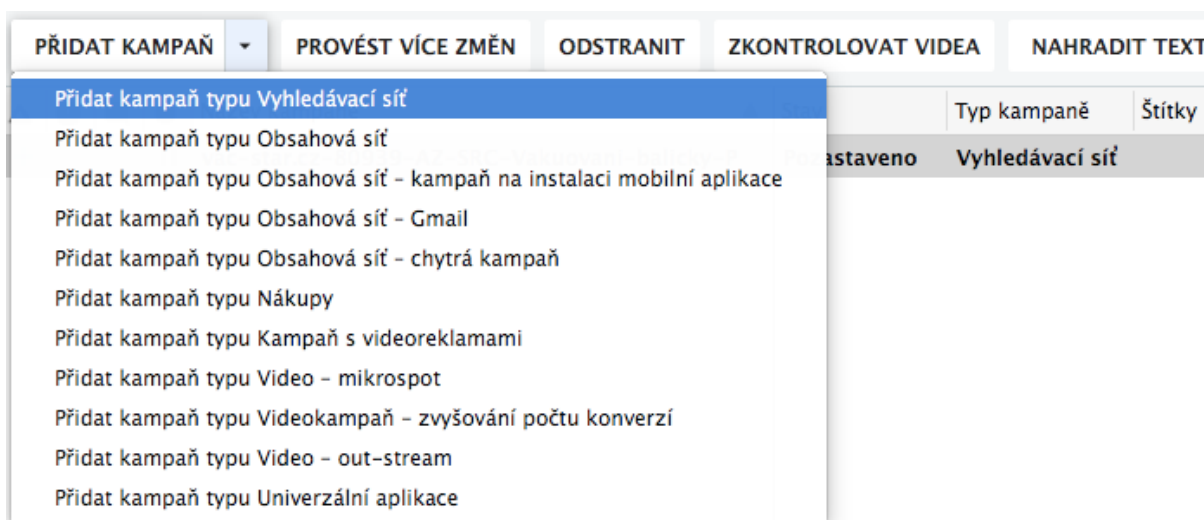 PŘIDAT KAMPAŇ PROVÉST VÍCE ZMĚN ODSTRANIT ZKONTROLOVAT VIDEA NAHRADIT TEXT
Typ kampaně Štítky
Pozastaveno Vyhledávací síť
Přidat kampaň typu Vyhledávací síť
Přidat kampaň typu Obsahová síť
Přidat kampaň typu Obsahová síť – kampaň na instalaci mobilní aplikace
Přidat kampaň typu Obsahová síť – Gmail
Přidat kampaň typu Obsahová síť – chytrá kampaň
Přidat kampaň typu Nákupy
Přidat kampaň typu Kampaň s videoreklamami
Přidat kampaň typu Video – mikrospot
Přidat kampaň typu Videokampaň – zvyšování počtu konverzí
Přidat kampaň typu Video – out-stream
Přidat kampaň typu Univerzální aplikace